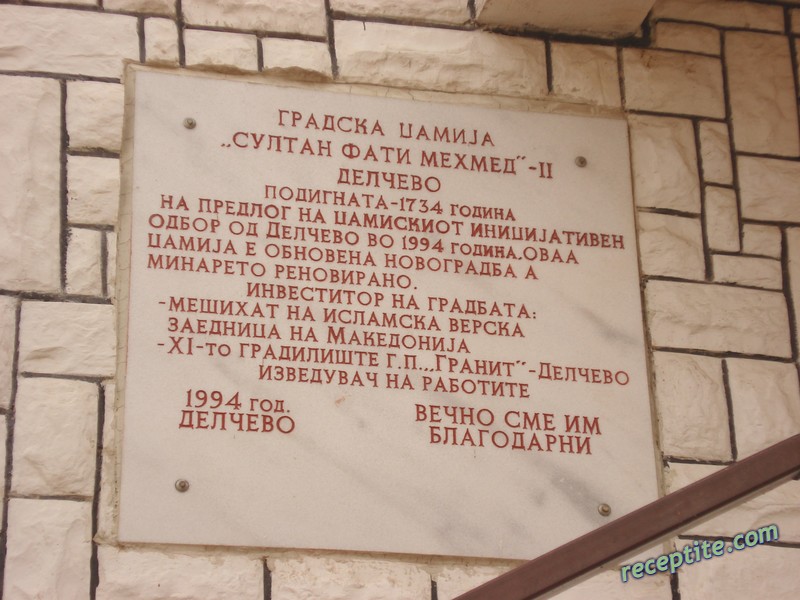 ГРАДСКА ЏАМИЈА
„СУЛТАН ФАТИ МЕХМЕД"-II
ДЕЛЧЕВО
ПОДИГНАТА-1734 ГОДИНА
НА ПРЕДЛОГ НА ЏАМИСКИОТ ИНИЦИЈАТИВЕН
ОДБОР ОД ДЕЛЧЕВО ВО 1994 ГОДИНА.ОВАА
ЏАМИЈА Е ОБНОВЕНА НОВОГРАДБА А
МИНАРЕТО РЕНОВИРАНО.
ИНВЕСТИТОР НА ГРАДБАТА:
-МЕШИХАТ НА ИСЛАМСКА ВЕРСКА
ЗАЕДНИЦА НА МАКЕДОНИЈА
-XI-ТО ГРАДИЛИШТЕ Г.П.„ГРАНИТ"-ДЕЛЧЕВО
ИЗВЕДУВАЧ НА РАБОТИТЕ
1994 ГОД.
ДЕЛЧЕВО
ВЕЧНО СМЕ ИМ
БЛАГОДАРНИ
receptite.com